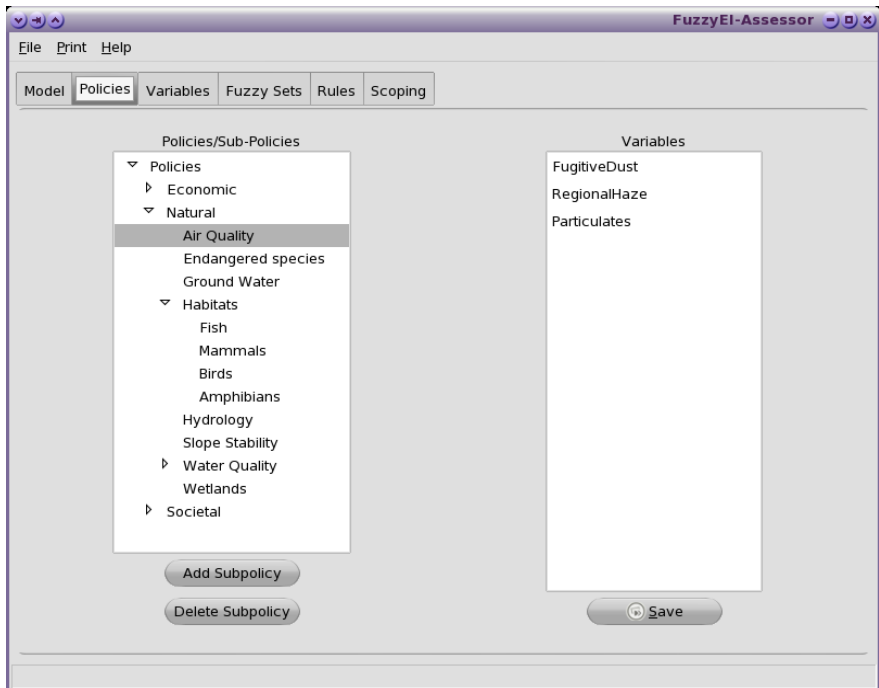 FuzzyEI-Assessor
File Print Help
Model Policies Variables Fuzzy Sets Rules Scoping
Policies/Sub-Policies
Policies
Economic
Natural
Air Quality
Endangered species
Ground Water
Habitats
Fish
Mammals
Birds
Amphibians
Hydrology
Slope Stability
Water Quality
Wetlands
Societal
Add Subpolicy
Delete Subpolicy
Variables
FugitiveDust
RegionalHaze
Particulates
Save